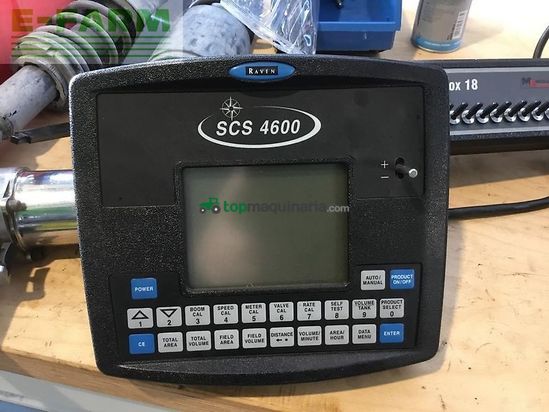 E-FARM
RAVEN
SCS 4600
ox 18
+
−
topmaquinaria.com
POWER
AUTO/
MANUAL
PRODUCT
ON/OFF
1
2
BOOM
CAL
3
SPEED
CAL
4
METER
CAL
5
VALVE
CAL
6
RATE
CAL
7
SELF
TEST
8
VOLUME
TANK
9
PRODUCT
SELECT
0
CE
TOTAL
AREA
TOTAL
VOLUME
FIELD
AREA
FIELD
VOLUME
DISTANCE
VOLUME/
MINUTE
AREA/
HOUR
DATA
MENU
ENTER